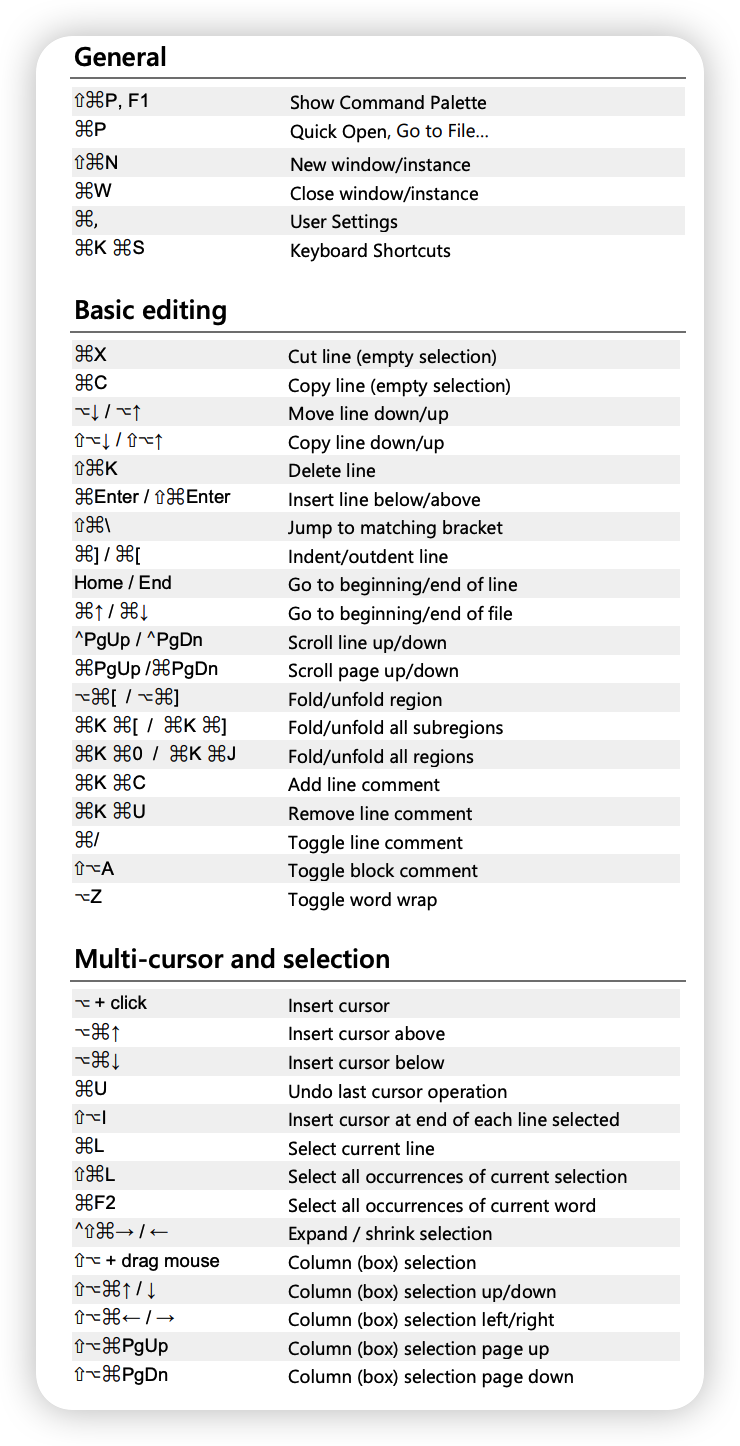 General
⇧⌘P, F1 Show Command Palette
⌘P Quick Open, Go to File…
⇧⌘N New window/instance
⌘W Close window/instance
⌘, User Settings
⌘K ⌘S Keyboard Shortcuts
Basic editing
⌘X Cut line (empty selection)
⌘C Copy line (empty selection)
⌥↓ / ⌥↑ Move line down/up
⇧⌥↓ / ⇧⌥↑ Copy line down/up
⇧⌘K Delete line
⌘Enter / ⇧⌘Enter Insert line below/above
⇧⌘\ Jump to matching bracket
⌘] / ⌘[ Indent/outdent line
Home / End Go to beginning/end of line
⌘↑ / ⌘↓ Go to beginning/end of file
^PgUp / ^PgDn Scroll line up/down
⌘PgUp /⌘PgDn Scroll page up/down
⌥⌘[ / ⌥⌘] Fold/unfold region
⌘K ⌘[ / ⌘K ⌘] Fold/unfold all subregions
⌘K ⌘0 / ⌘K ⌘J Fold/unfold all regions
⌘K ⌘C Add line comment
⌘K ⌘U Remove line comment
⌘/ Toggle line comment
⇧⌥A Toggle block comment
⌥Z Toggle word wrap
Multi-cursor and selection
⌥ + click Insert cursor
⌥⌘↑ Insert cursor above
⌥⌘↓ Insert cursor below
⌘U Undo last cursor operation
⇧⌥I Insert cursor at end of each line selected
⌘L Select current line
⇧⌘L Select all occurrences of current selection
⌘F2 Select all occurrences of current word
^⇧⌘→ / ← Expand / shrink selection
⇧⌥ + drag mouse Column (box) selection
⇧⌥⌘↑ / ↓ Column (box) selection up/down
⇧⌥⌘← / → Column (box) selection left/right
⇧⌥⌘PgUp Column (box) selection page up
⇧⌥⌘PgDn Column (box) selection page down